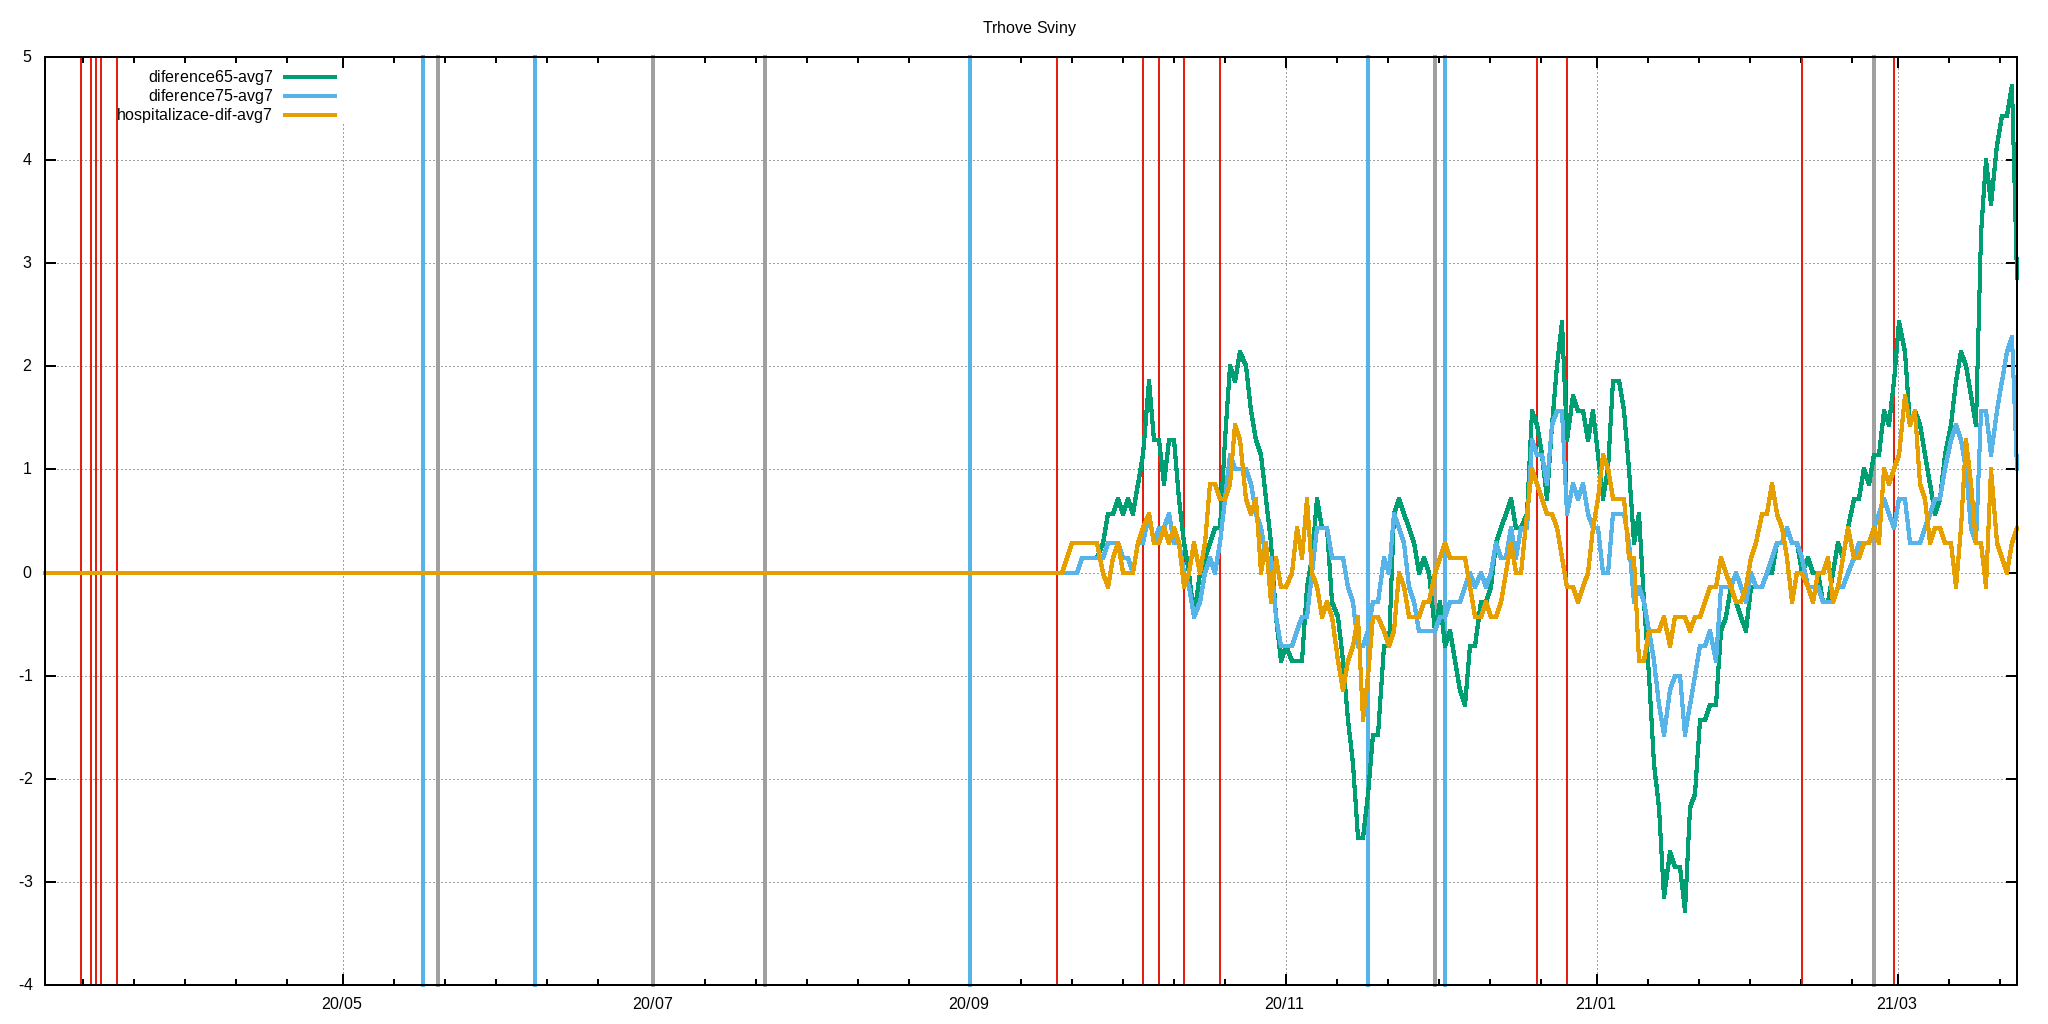 Trhove Sviny
diference65-avg7
diference75-avg7
hospitalizace-dif-avg7
5
4
3
2
1
0
-1
-2
-3
-4
20/05 20/07 20/09 20/11 21/01 21/03